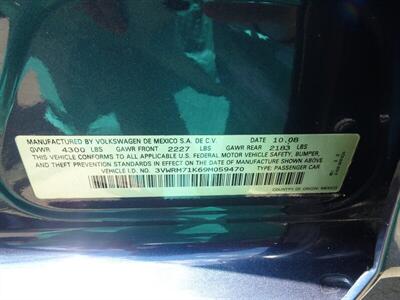 MANUFACTURED BY VOLKSWAGEN DE MEXICO S.A. DE C.V. DATE 10.08
GVWR 4300 LBS GAWR FRONT 2227 LBS GAWR REAR 2183 LBS
THIS VEHICLE CONFORMS TO ALL APPLICABLE U.S. FEDERAL MOTOR VEHICLE SAFETY, BUMPER,
AND THEFT PREVENTION STANDARDS IN EFFECT ON THE DATE OF MANUFACTURE SHOWN ABOVE.
VEHICLE I.D. NO. 3VWRM71K69M059470 TYPE: PASSENGER CAR
COUNTRY OF ORIGIN: MEXICO